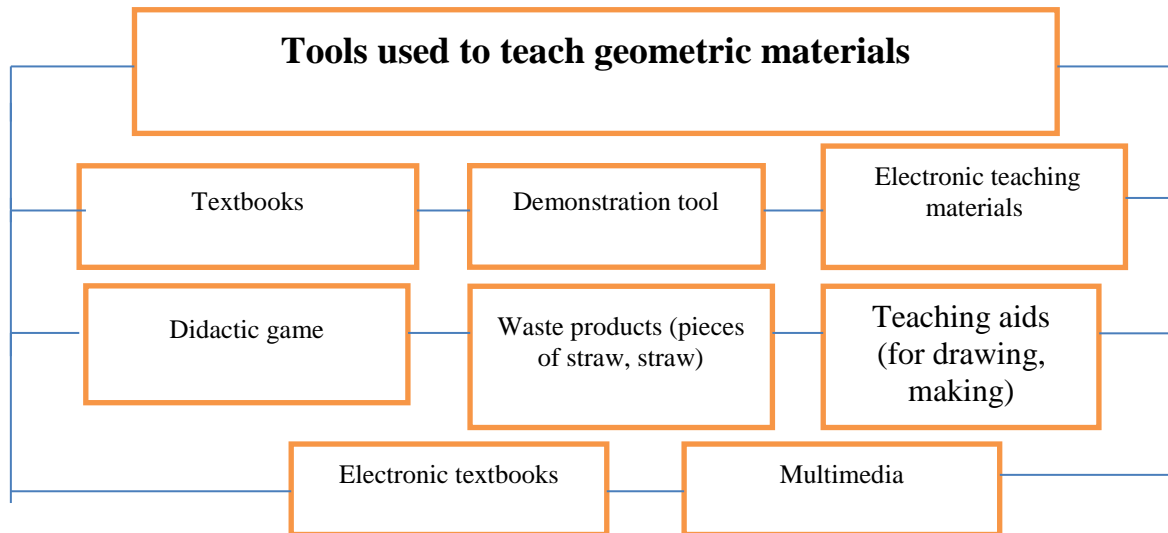 Tools used to teach geometric materials
Textbooks
Demonstration tool
Electronic teaching
materials
Didactic game
Waste products (pieces
of straw, straw)
Teaching aids
(for drawing,
making)
Electronic textbooks
Multimedia